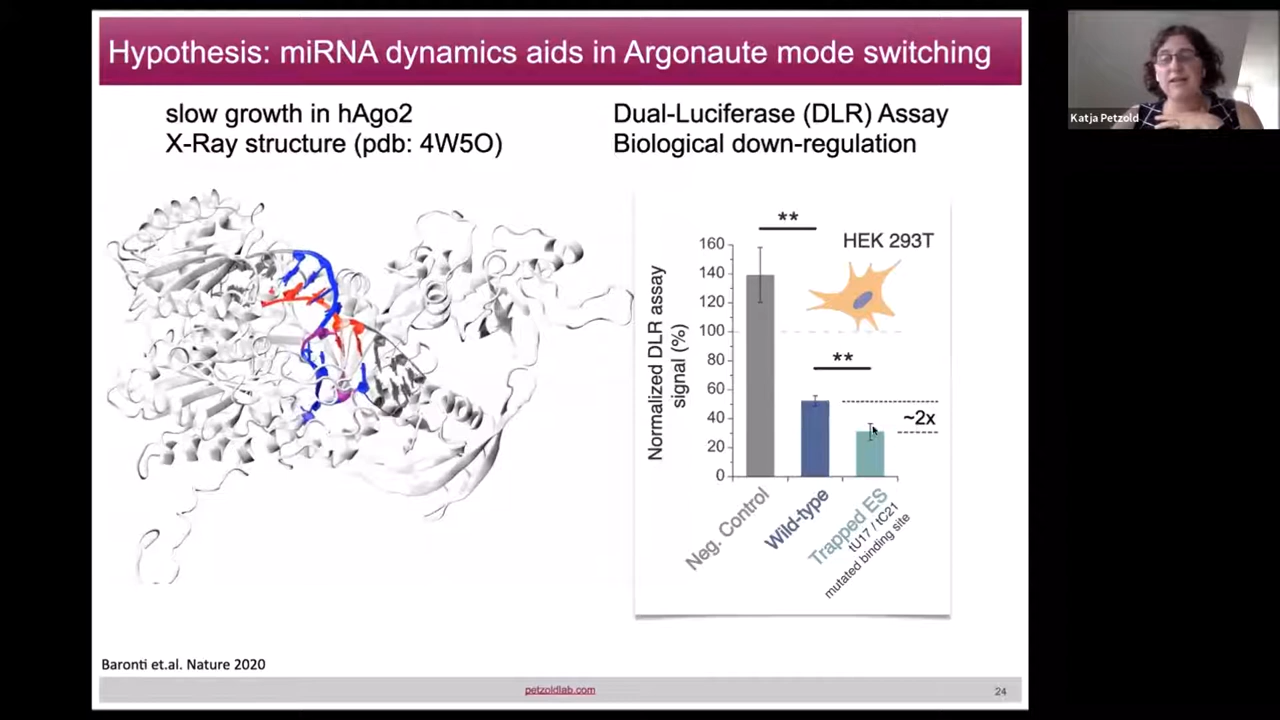 Hypothesis: miRNA dynamics aids in Argonaute mode switching
slow growth in hAgo2
X-Ray structure (pdb: 4W5O)
Dual-Luciferase (DLR) Assay
Biological down-regulation
Normalized DLR assay
signal (%)
160
140
120
100
80
60
40
20
0
**
HEK 293T
**
~2x
Neg. Control
Wild-type
Trapped ES
tU17 / tC21
mutated binding site
Baronti et.al. Nature 2020
petzoldlab.com
24
Katja Petzold